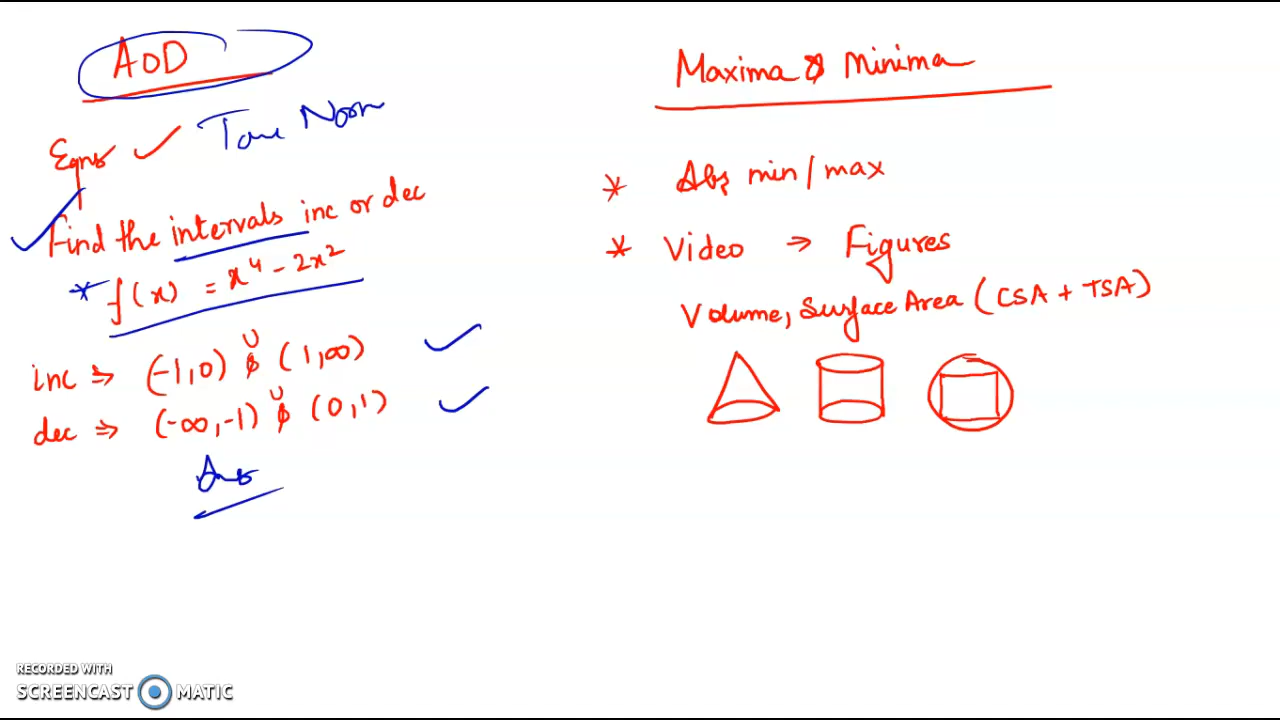 AOD
Eqns ✓ Tan Norm
Find the intervals inc or dec
* f(x) = x⁴ - 2x²
inc ⇒ (-1,0) ∪ (1,∞)
dec ⇒ (-∞,-1) ∪ (0,1)
Ans
Maxima & Minima
* Abs min/max
* Video → Figures
Volume, Surface Area (CSA + TSA)
RECORDED WITH
SCREENCAST MATIC